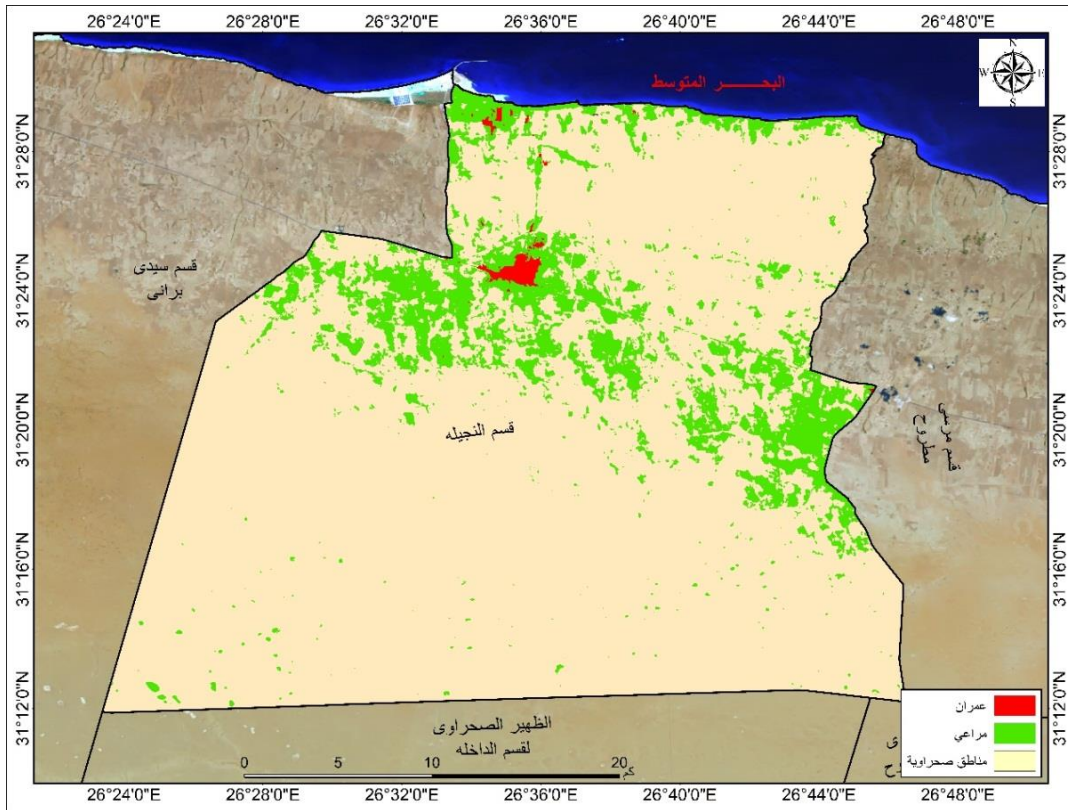 26°24'0"E 26°28'0"E 26°32'0"E 26°36'0"E 26°40'0"E 26°44'0"E 26°48'0"E
N
W E
S
البحـــــــر المتوسط
31°28'0"N 31°28'0"N
قسم سيدى
برانى
31°24'0"N 31°24'0"N
قسم مرسى
مطروح
31°20'0"N 31°20'0"N
قسم النجيله
31°16'0"N 31°16'0"N
31°12'0"N 31°12'0"N
عمران
مراعي
مناطق صحراوية
الظهير الصحراوى
لقسم الداخله
0 5 10 20
كم
26°24'0"E 26°28'0"E 26°32'0"E 26°36'0"E 26°40'0"E 26°44'0"E 26°48'0"E